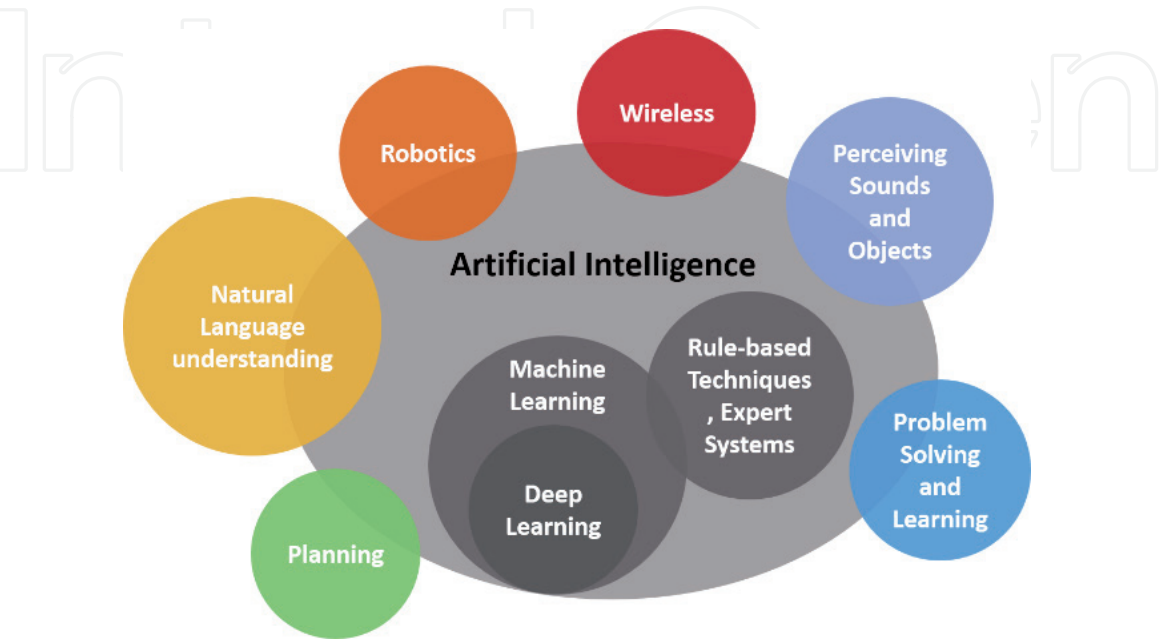 Wireless
Robotics
Perceiving
Sounds
and
Objects
Artificial Intelligence
Natural
Language
understanding
Machine
Learning
Rule-based
Techniques
, Expert
Systems
Problem
Solving
and
Learning
Deep
Learning
Planning